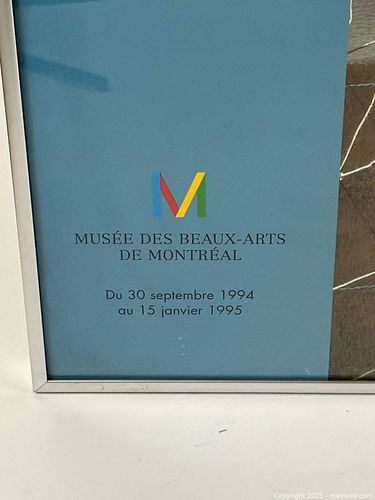 M
MUSÉE DES BEAUX-ARTS
DE MONTRÉAL
Du 30 septembre 1994
au 15 janvier 1995
Copyright 2025 - maxsold.com